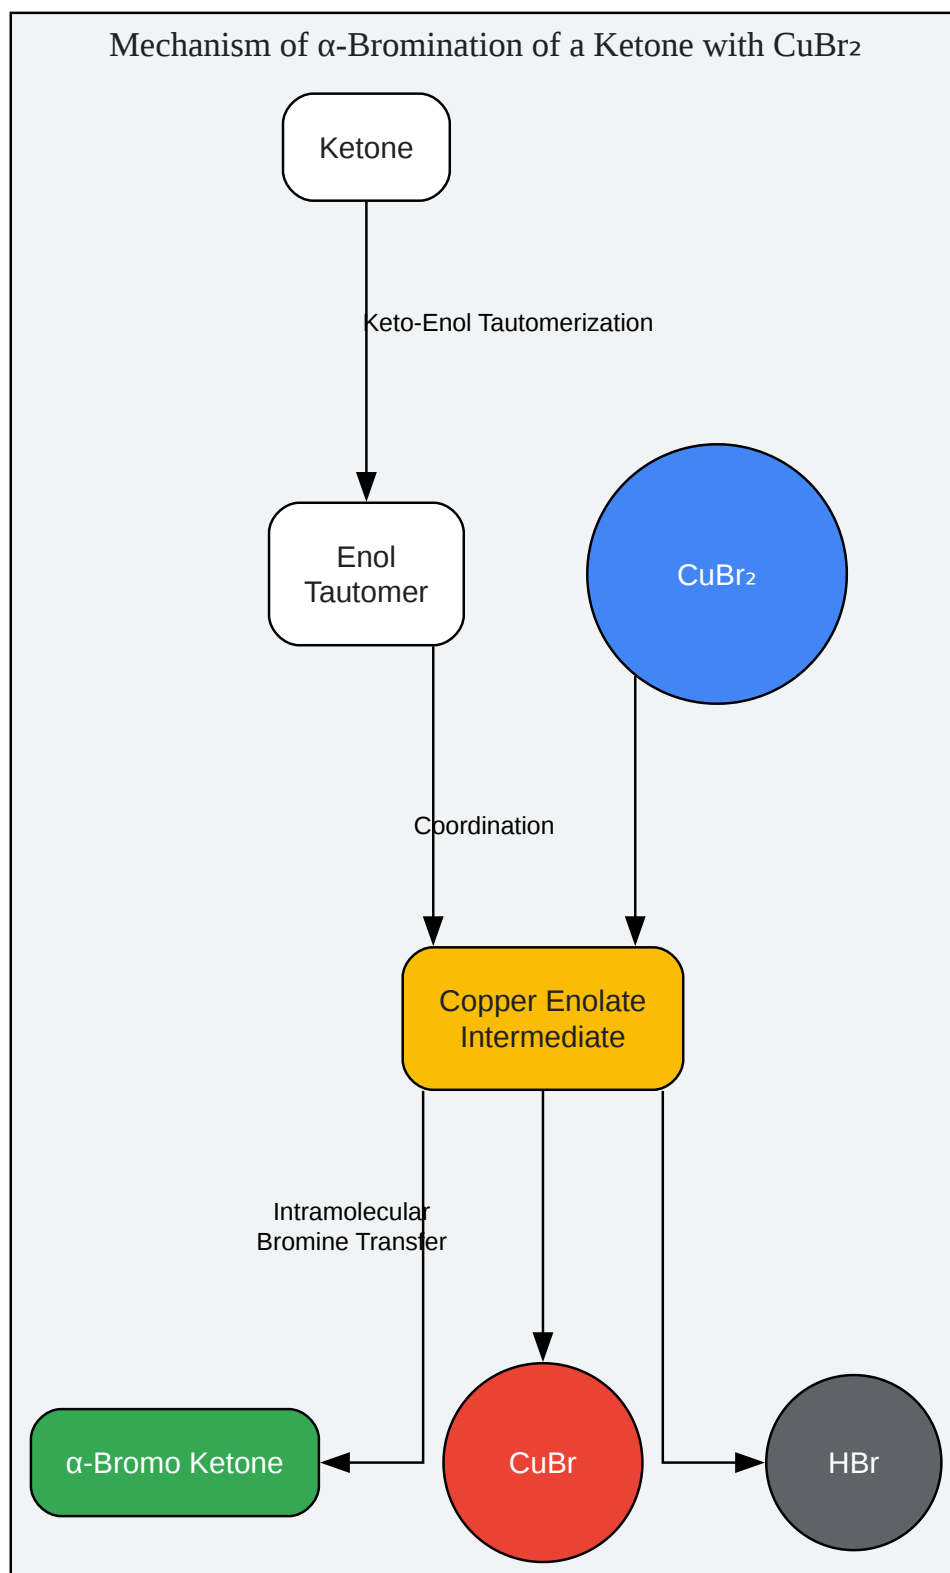 Mechanism of α-Bromination of a Ketone with CuBr₂
Ketone
Keto-Enol Tautomerization
Enol
Tautomer
CuBr₂
Coordination
Copper Enolate
Intermediate
Intramolecular
Bromine Transfer
α-Bromo Ketone
CuBr
HBr